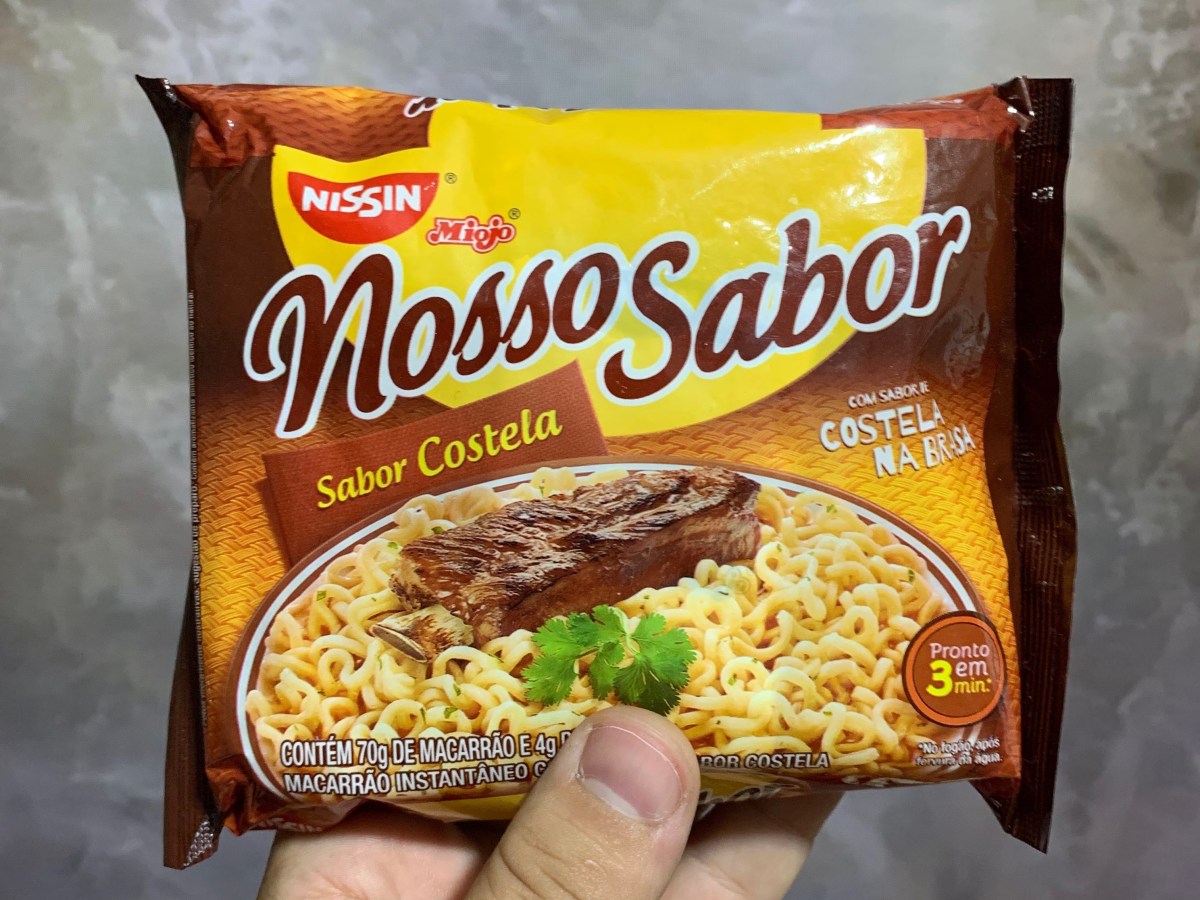 NISSIN®
Miojo®
Nosso Sabor
COM SABOR DE
COSTELA
NA BRASA
Sabor Costela
Pronto
3 em
min.*
CONTÉM 70g DE MACARRÃO E 4g
MACARRÃO INSTANTÂNEO
BOR COSTELA
*No fogão, após
fervura da água.
NISSIN